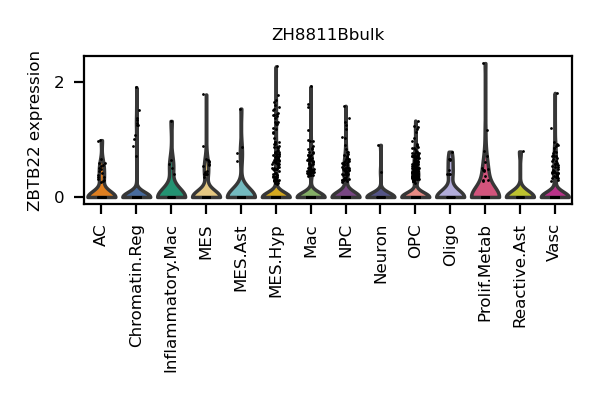 ZH8811Bbulk
ZBTB22 expression
2
0
AC
Chromatin.Reg
Inflammatory.Mac
MES
MES.Ast
MES.Hyp
Mac
NPC
Neuron
OPC
Oligo
Prolif.Metab
Reactive.Ast
Vasc